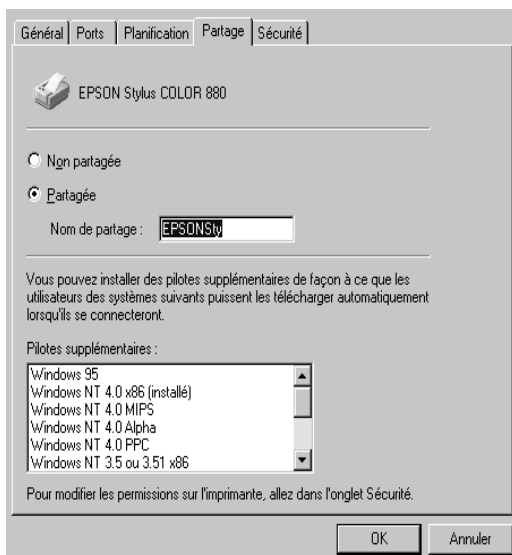 Général Ports Planification Partage Sécurité
EPSON Stylus COLOR 880
Non partagée
Partagée
Nom de partage : EPSONSty
Vous pouvez installer des pilotes supplémentaires de façon à ce que les
utilisateurs des systèmes suivants puissent les télécharger automatiquement
lorsqu'ils se connecteront.
Pilotes supplémentaires :
Windows 95
Windows NT 4.0 x86 (installé)
Windows NT 4.0 MIPS
Windows NT 4.0 Alpha
Windows NT 4.0 PPC
Windows NT 3.5 ou 3.51 x86
Pour modifier les permissions sur l'imprimante, allez dans l'onglet Sécurité.
OK Annuler